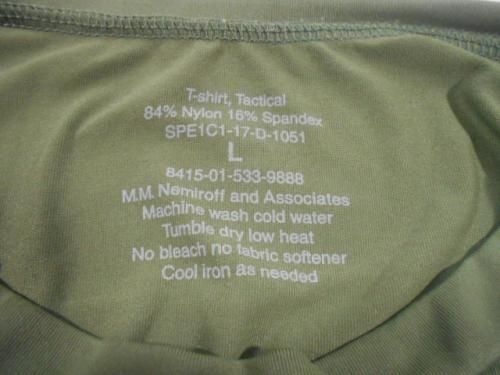 T-shirt, Tactical
84% Nylon 16% Spandex
SPE1C1-17-D-1051
L
8415-01-533-9888
M.M. Nemiroff and Associates
Machine wash cold water
Tumble dry low heat
No bleach no fabric softener
Cool iron as needed